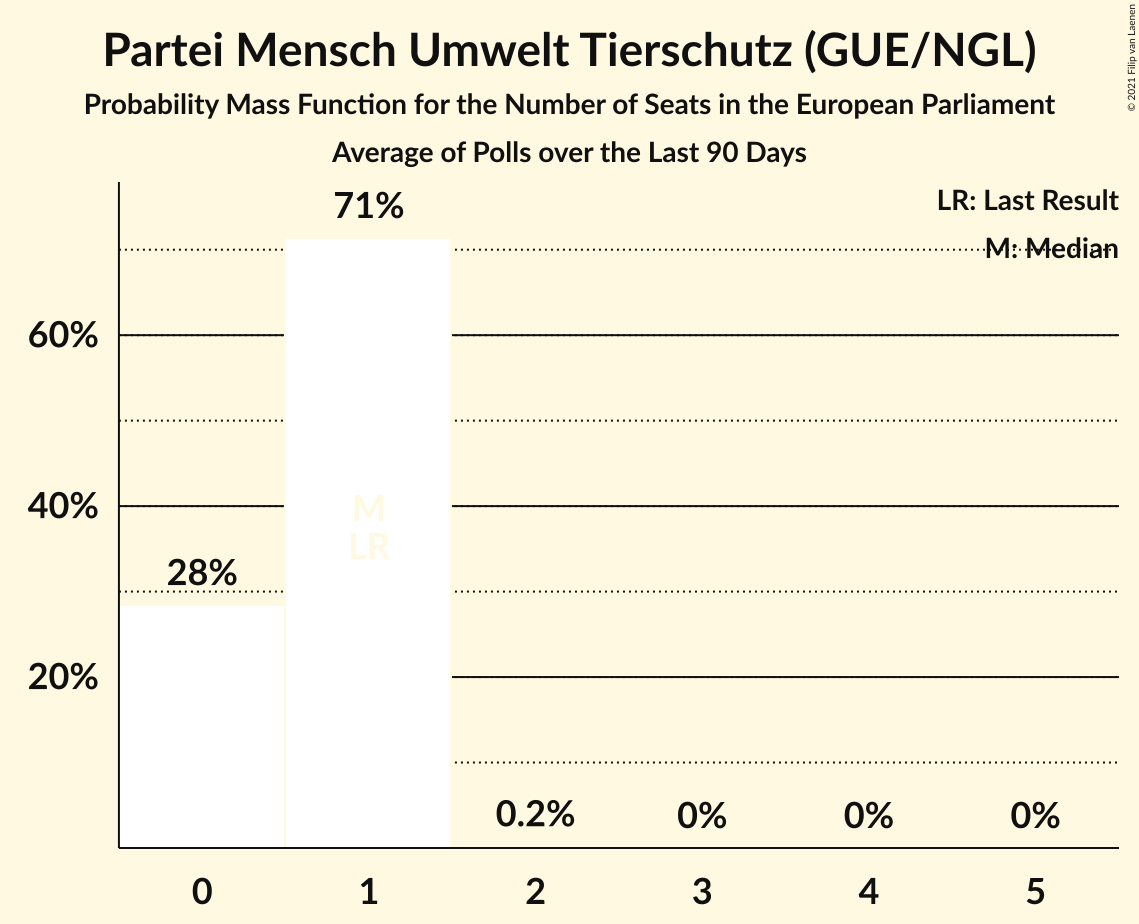 Partei Mensch Umwelt Tierschutz (GUE/NGL)
Probability Mass Function for the Number of Seats in the European Parliament
Average of Polls over the Last 90 Days
© 2021 Filip van Laenen
LR: Last Result
M: Median
71%
60%
40%
20%
28%
M
LR
0.2%
0%
0%
0%
0
1
2
3
4
5